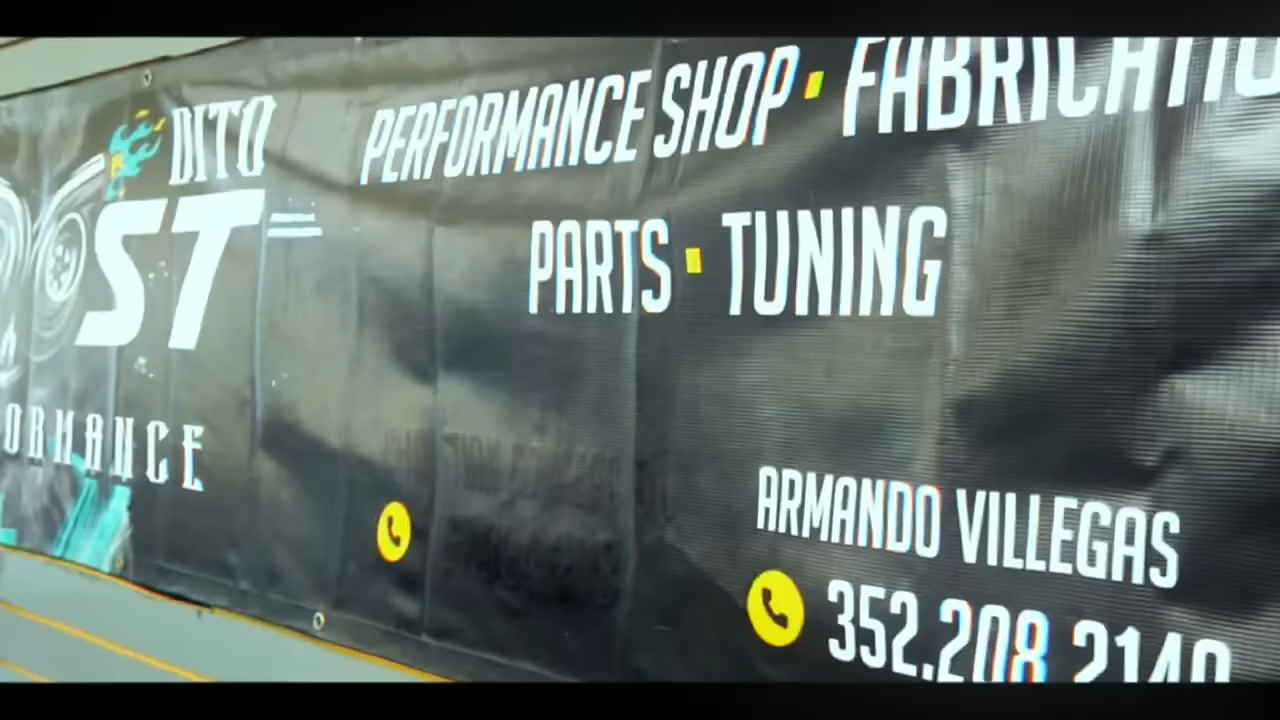 DITO
ST
ORMANCE
PERFORMANCE SHOP · FABRICATIO
PARTS · TUNING
ARMANDO VILLEGAS
352.208.2140